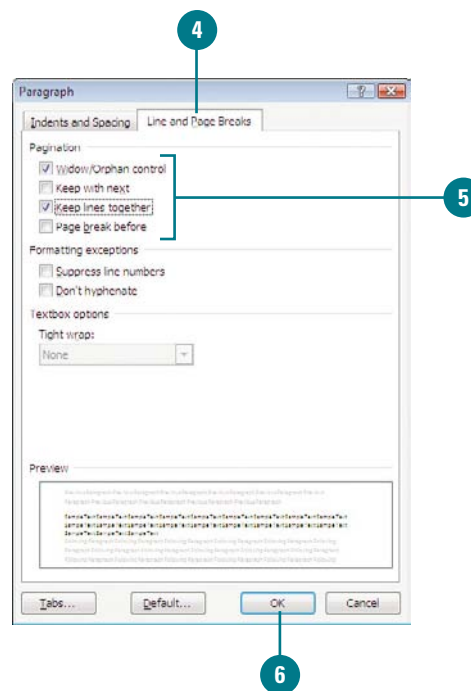 4
Paragraph
Indents and Spacing Line and Page Breaks
Pagination
Widow/Orphan control
Keep with next
Keep lines together
Page break before
5
Formatting exceptions
Suppress line numbers
Don't hyphenate
Textbox options
Tight wrap:
None
Preview
Tabs... Default... OK Cancel
6